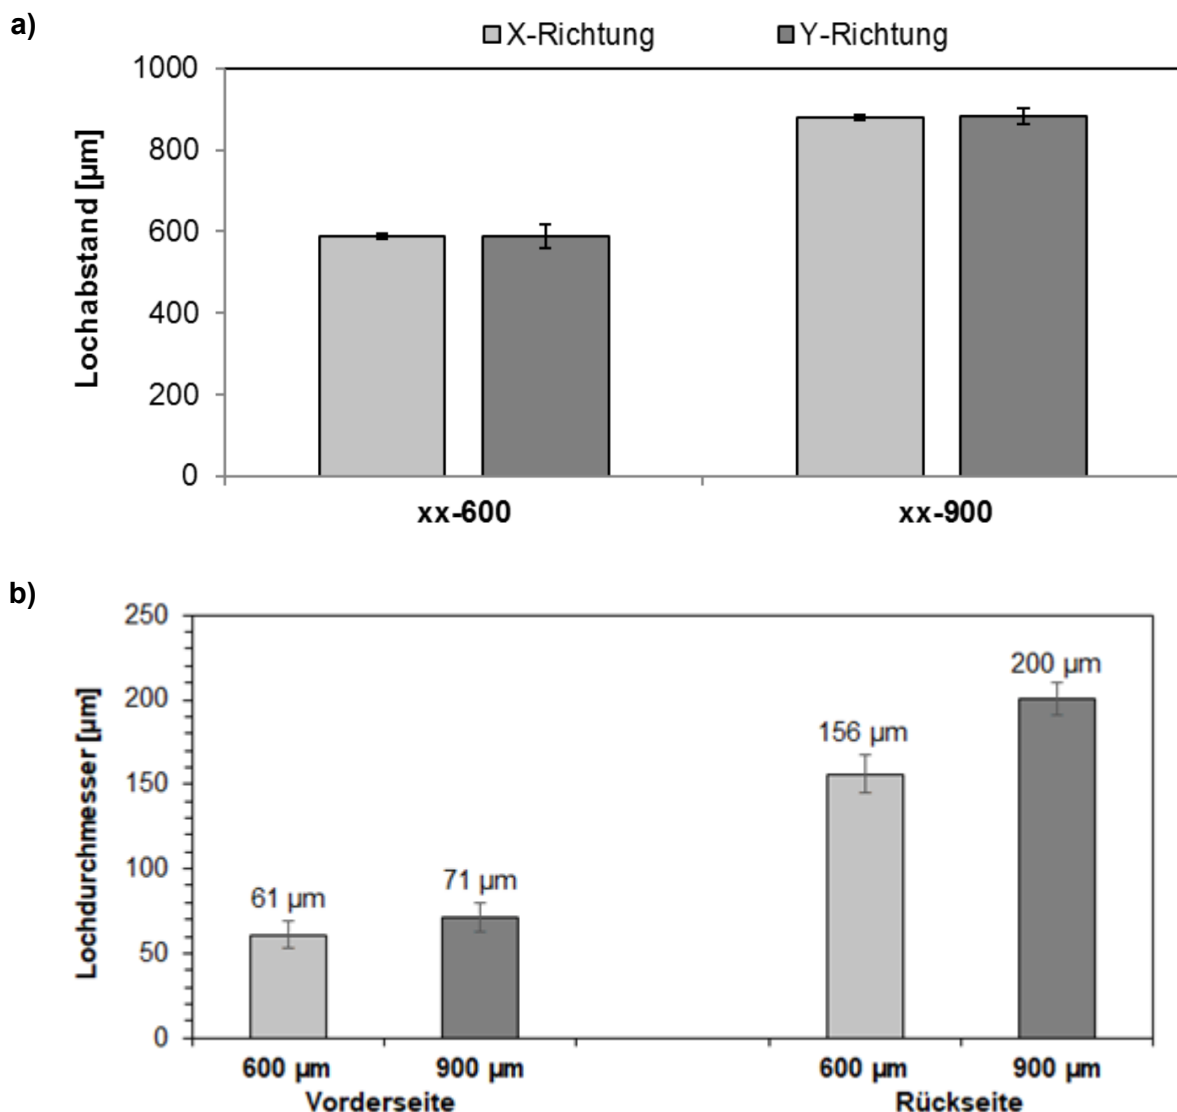 a)
X-Richtung Y-Richtung
1000
800
600
400
200
0
Lochabstand [µm]
xx-600 xx-900
b)
250
200
150
100
50
0
Lochdurchmesser [µm]
61 µm
71 µm
156 µm
200 µm
600 µm 900 µm 600 µm 900 µm
Vorderseite Rückseite